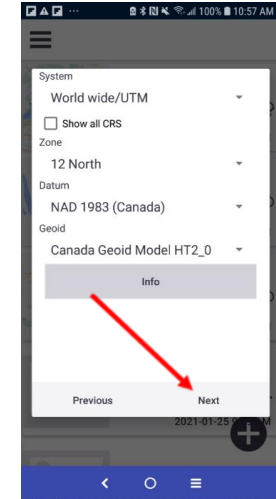 100% 10:57 AM
System
World wide/UTM
Show all CRS
Zone
12 North
Datum
NAD 1983 (Canada)
Geoid
Canada Geoid Model HT2_0
Info
Previous Next
2021-01-25